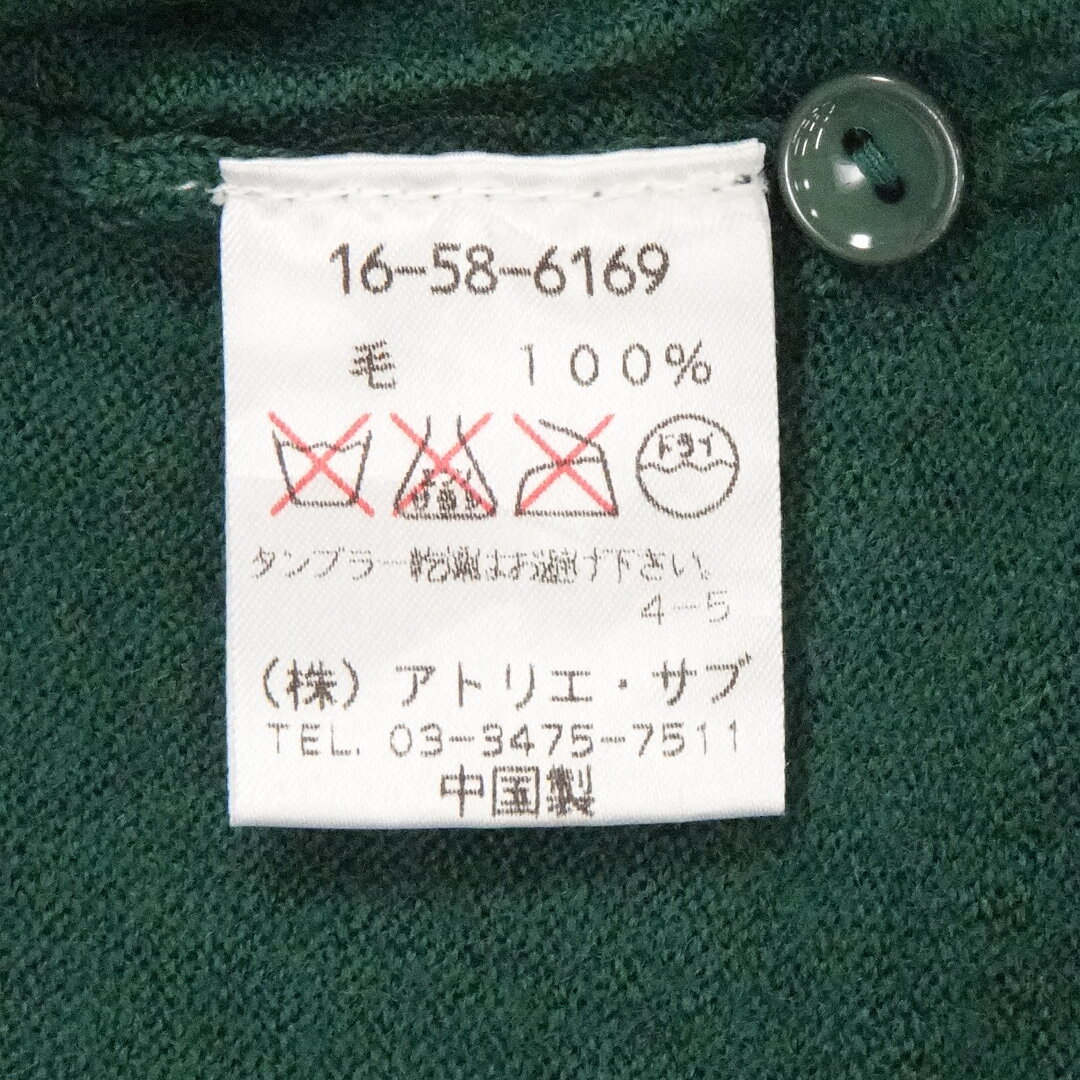 16-58-6169
毛 100%
ドライ
タンブラー乾燥はお避け下さい。
4-5
(株) アトリエ・サブ
TEL. 03-3475-7511
中国製